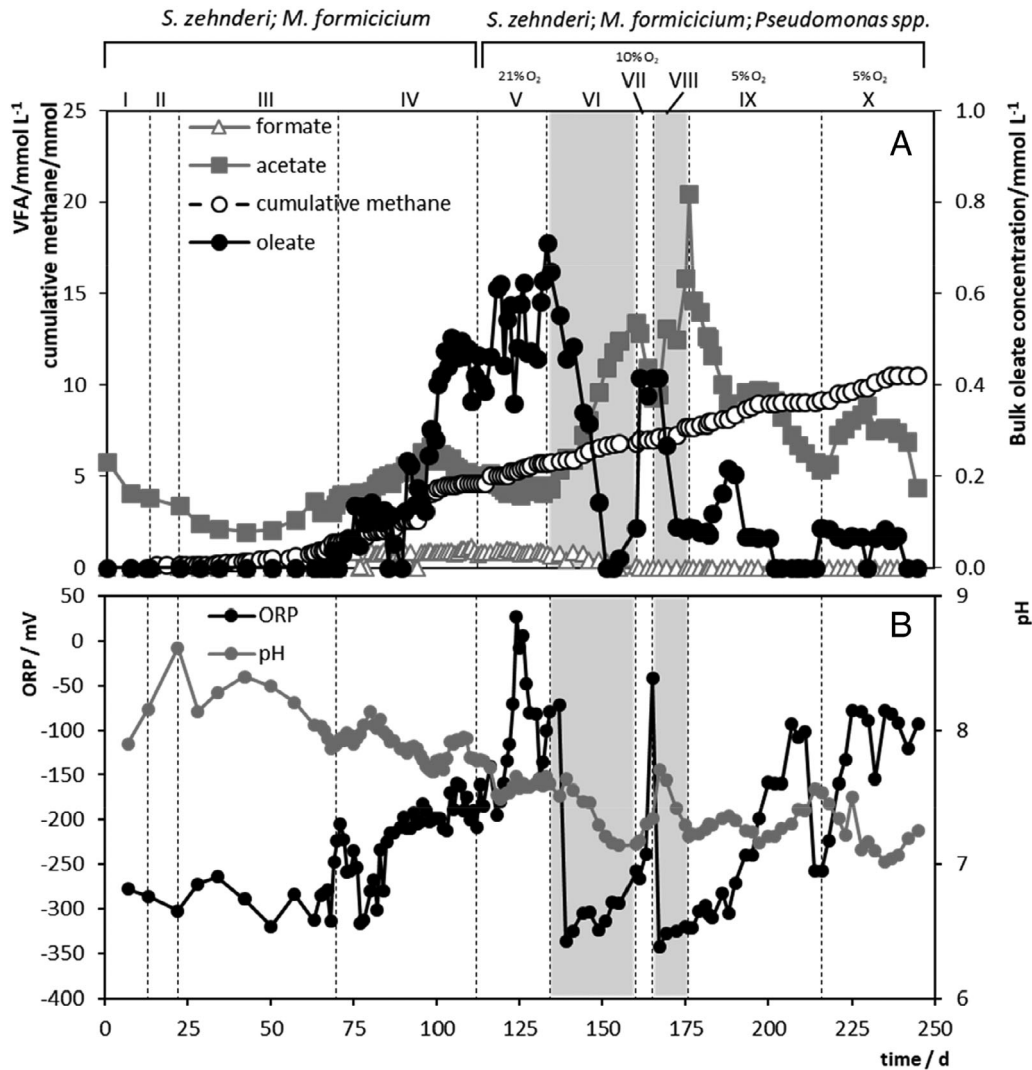 S. zehnderi; M. formicicium
S. zehnderi; M. formicicium; Pseudomonas spp.
21% O₂
10% O₂
5% O₂
5% O₂
I II III IV V VI VII VIII IX X
A
formate
acetate
cumulative methane
oleate
VFA/mmol L⁻¹
cumulative methane/mmol
25
20
15
10
5
0
1.0
0.8
0.6
0.4
0.2
0.0
Bulk oleate concentration/mmol L⁻¹
B
ORP
pH
ORP / mV
50
0
-50
-100
-150
-200
-250
-300
-350
-400
9
8
7
6
pH
0 25 50 75 100 125 150 175 200 225 250
time / d